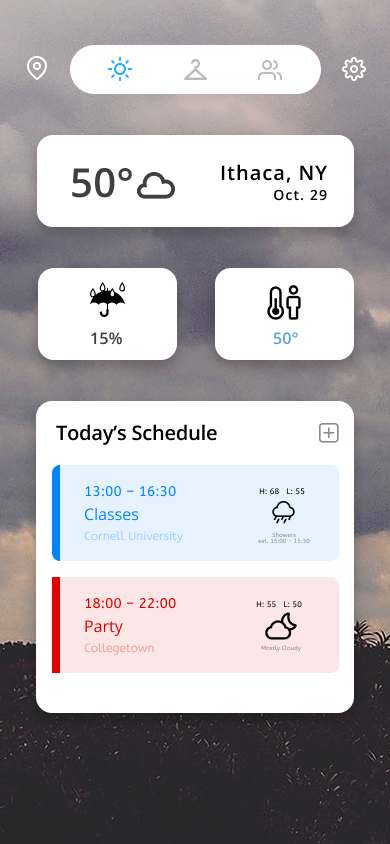 50°
Ithaca, NY
Oct. 29
15%
50°
Today's Schedule
13:00 – 16:30
Classes
Cornell University
H: 68 L: 55
Showers
est. 13:00 - 15:30
18:00 – 22:00
Party
Collegetown
H: 55 L: 50
Mostly Cloudy